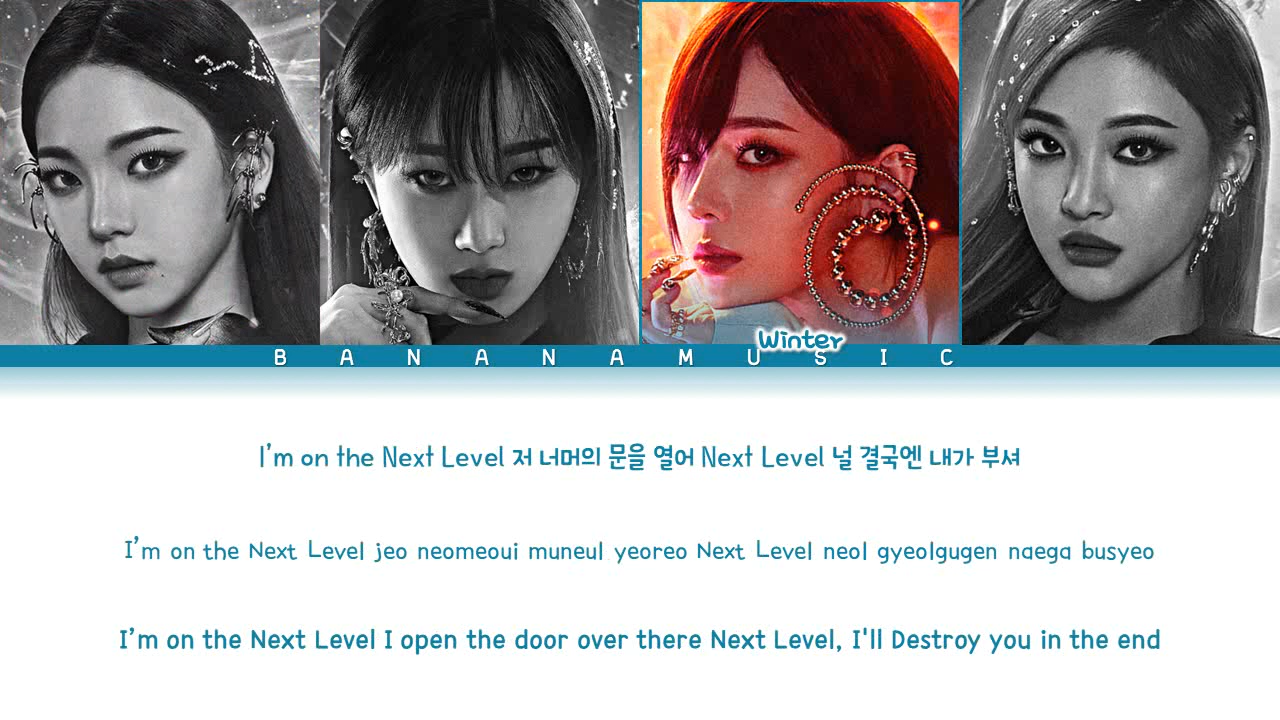 Winter
BANANAMUSIC
I’m on the Next Level 저 너머의 문을 열어 Next Level 널 결국엔 내가 부셔
I’m on the Next Level jeo neomeoui muneul yeoreo Next Level neol gyeolgugen naega busyeo
I’m on the Next Level I open the door over there Next Level, I'll Destroy you in the end